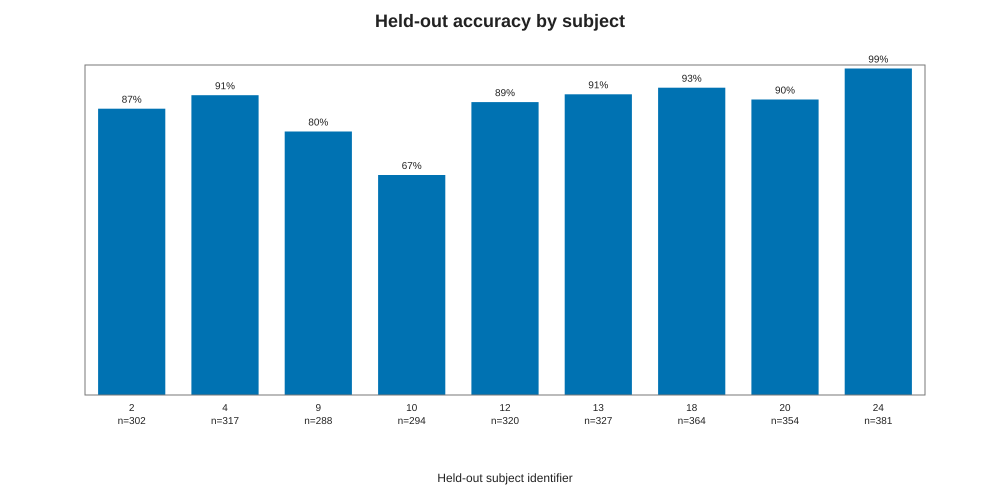 Held-out accuracy by subject
87%
91%
80%
67%
89%
91%
93%
90%
99%
2
n=302
4
n=317
9
n=288
10
n=294
12
n=320
13
n=327
18
n=364
20
n=354
24
n=381
Held-out subject identifier